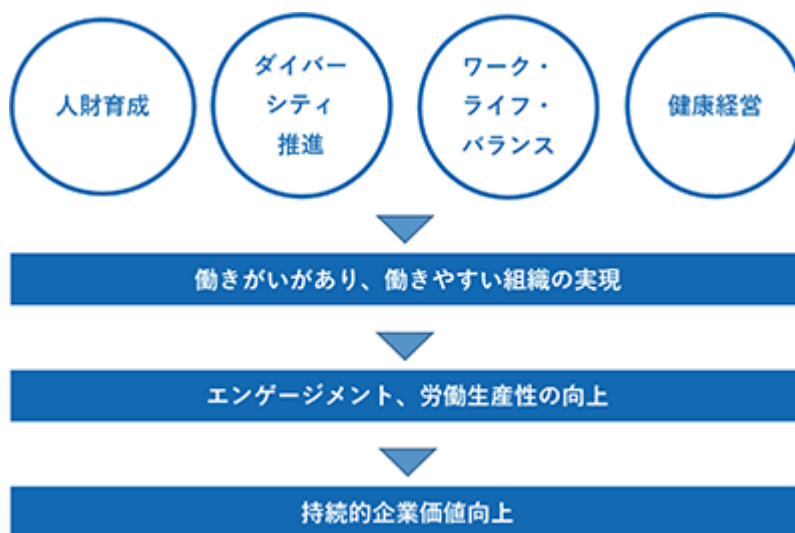 人財育成
ダイバー
シティ
推進
ワーク・
ライフ・
バランス
健康経営
働きがいがあり、働きやすい組織の実現
エンゲージメント、労働生産性の向上
持続的企業価値向上